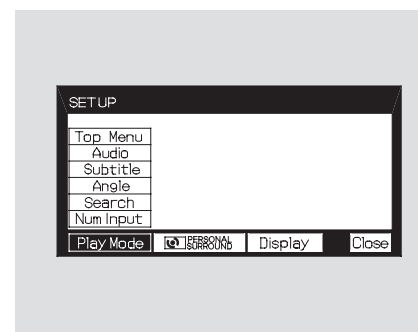 SETUP
Top Menu
Audio
Subtitle
Angle
Search
Num Input
Play Mode PERSONAL SURROUND Display Close